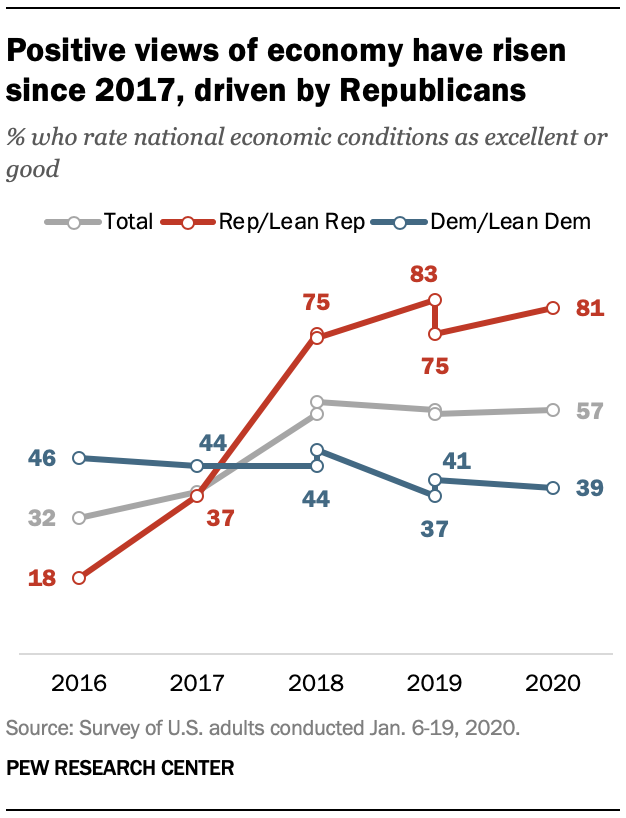 Positive views of economy have risen
since 2017, driven by Republicans
% who rate national economic conditions as excellent or
good
Total Rep/Lean Rep Dem/Lean Dem
83
75
81
75
57
44
46
41
39
44
32
37
37
18
2016 2017 2018 2019 2020
Source: Survey of U.S. adults conducted Jan. 6-19, 2020.
PEW RESEARCH CENTER